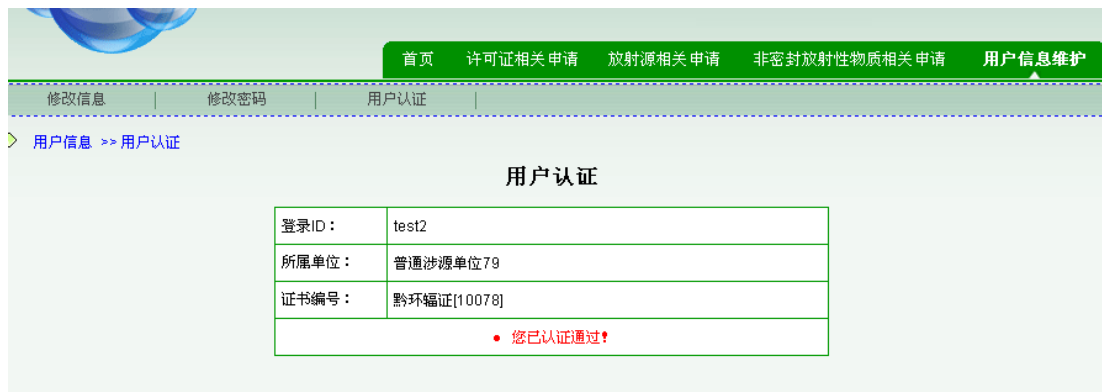 首页 许可证相关申请 放射源相关申请 非密封放射性物质相关申请 用户信息维护
修改信息 | 修改密码 | 用户认证 |
用户信息 >> 用户认证
用户认证
登录ID： test2
所属单位： 普通涉源单位79
证书编号： 黔环辐证[10078]
• 您已认证通过！